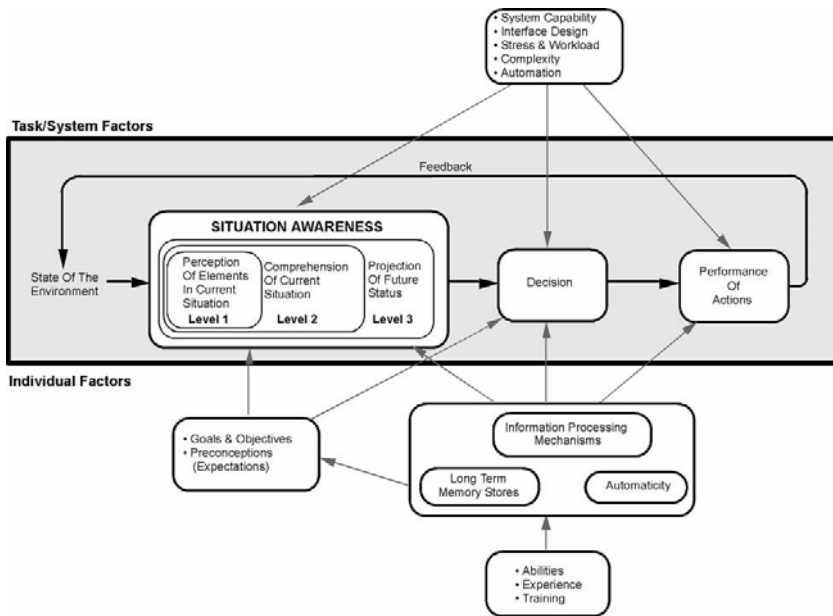 • System Capability
• Interface Design
• Stress & Workload
• Complexity
• Automation
Task/System Factors
Feedback
SITUATION AWARENESS
State Of The
Environment
Perception
Of Elements
In Current
Situation
Level 1
Comprehension
Of Current
Situation
Level 2
Projection
Of Future
Status
Level 3
Decision
Performance
Of
Actions
Individual Factors
• Goals & Objectives
• Preconceptions
(Expectations)
Information Processing
Mechanisms
Long Term
Memory Stores
Automaticity
• Abilities
• Experience
• Training